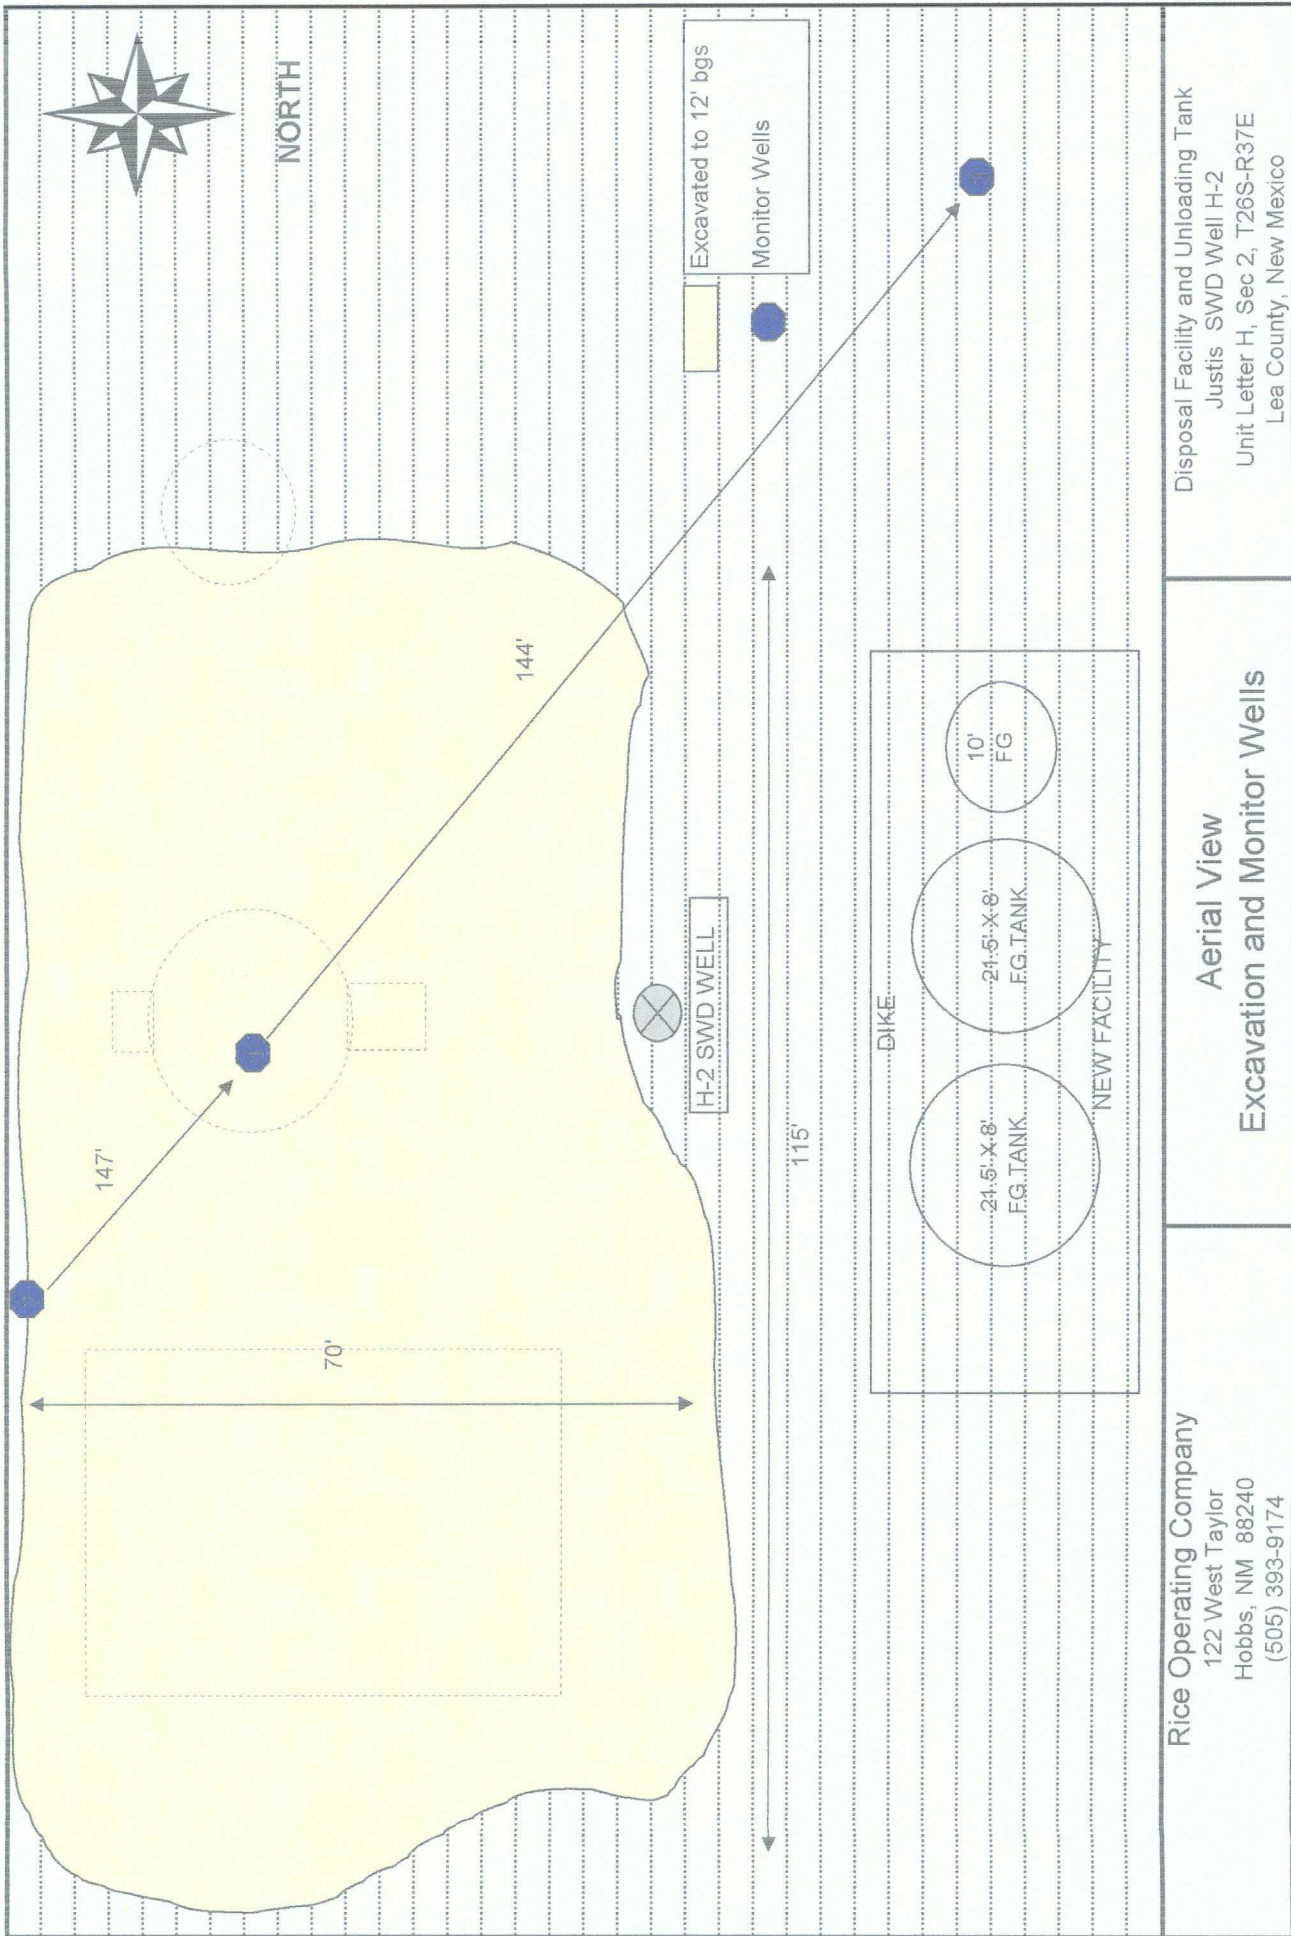 NORTH
147'
144'
70'
Excavated to 12' bgs
Monitor Wells
H-2 SWD WELL
115'
DIKE
21.5' X 8'
FG TANK
21.5' X 8'
FG TANK
10'
FG
NEW FACILITY
Rice Operating Company
122 West Taylor
Hobbs, NM 88240
(505) 393-9174
Aerial View
Excavation and Monitor Wells
Disposal Facility and Unloading Tank
Justis SWD Well H-2
Unit Letter H, Sec 2, T26S-R37E
Lea County, New Mexico